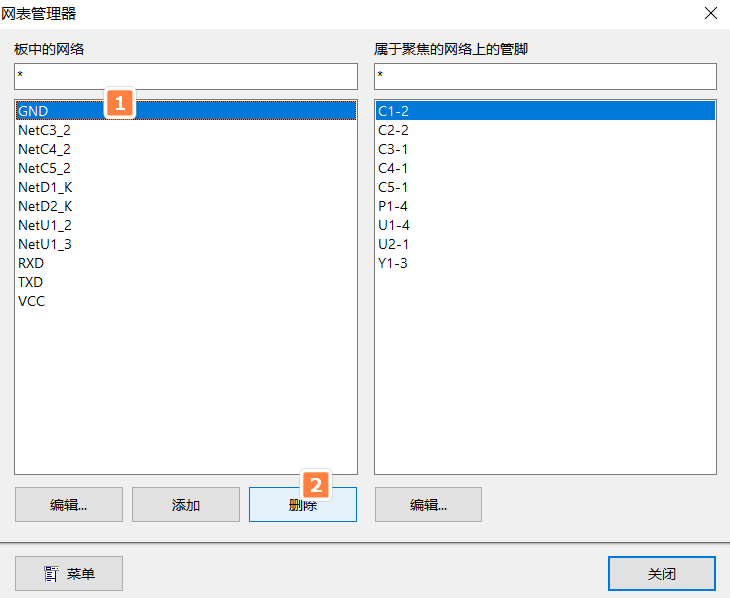 网表管理器
板中的网络
属于聚焦的网络上的管脚
*
*
1
GND
NetC3_2
NetC4_2
NetC5_2
NetD1_K
NetD2_K
NetU1_2
NetU1_3
RXD
TXD
VCC
C1-2
C2-2
C3-1
C4-1
C5-1
P1-4
U1-4
U2-1
Y1-3
2
编辑...
添加
删除
编辑...
菜单
关闭